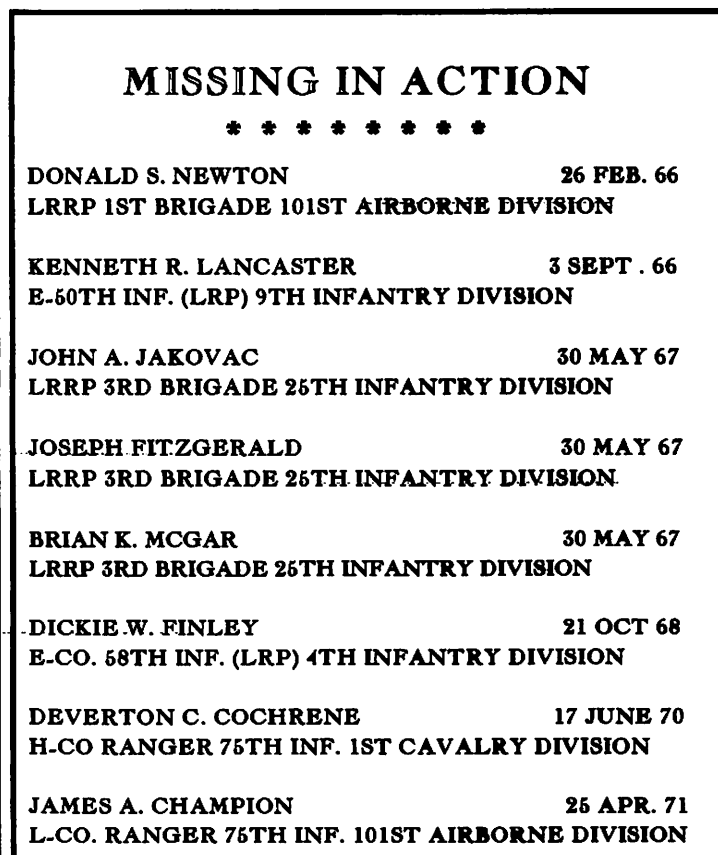 MISSING IN ACTION
* * * * * * * *
DONALD S. NEWTON 26 FEB. 66
LRRP 1ST BRIGADE 101ST AIRBORNE DIVISION
KENNETH R. LANCASTER 3 SEPT . 66
E-50TH INF. (LRP) 9TH INFANTRY DIVISION
JOHN A. JAKOVAC 30 MAY 67
LRRP 3RD BRIGADE 25TH INFANTRY DIVISION
JOSEPH FITZGERALD 30 MAY 67
LRRP 3RD BRIGADE 25TH INFANTRY DIVISION
BRIAN K. MCGAR 30 MAY 67
LRRP 3RD BRIGADE 25TH INFANTRY DIVISION
DICKIE W. FINLEY 21 OCT 68
E-CO. 58TH INF. (LRP) 4TH INFANTRY DIVISION
DEVERTON C. COCHRENE 17 JUNE 70
H-CO RANGER 75TH INF. 1ST CAVALRY DIVISION
JAMES A. CHAMPION 25 APR. 71
L-CO. RANGER 75TH INF. 101ST AIRBORNE DIVISION